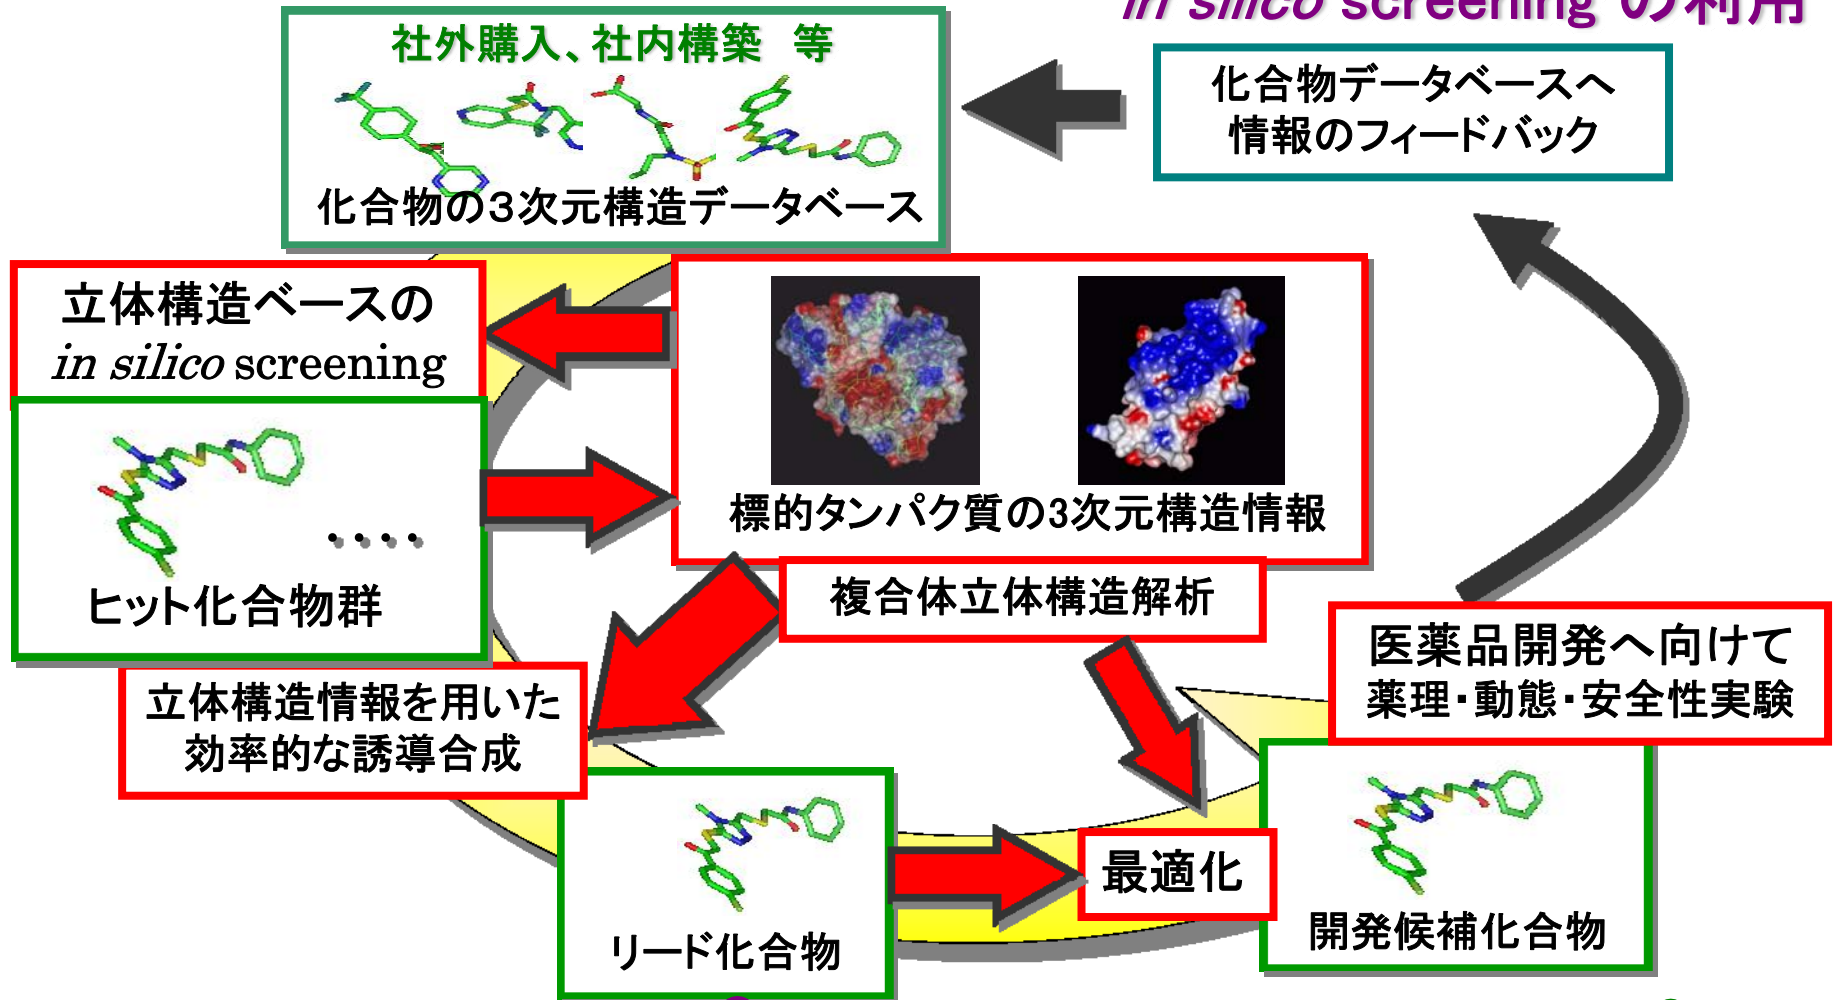 in silico screening の利用
社外購入、社内構築 等
化合物の3次元構造データベース
化合物データベースへ
情報のフィードバック
立体構造ベースの
in silico screening
標的タンパク質の3次元構造情報
ヒット化合物群
複合体立体構造解析
医薬品開発へ向けて
薬理・動態・安全性実験
立体構造情報を用いた
効率的な誘導合成
最適化
リード化合物
開発候補化合物